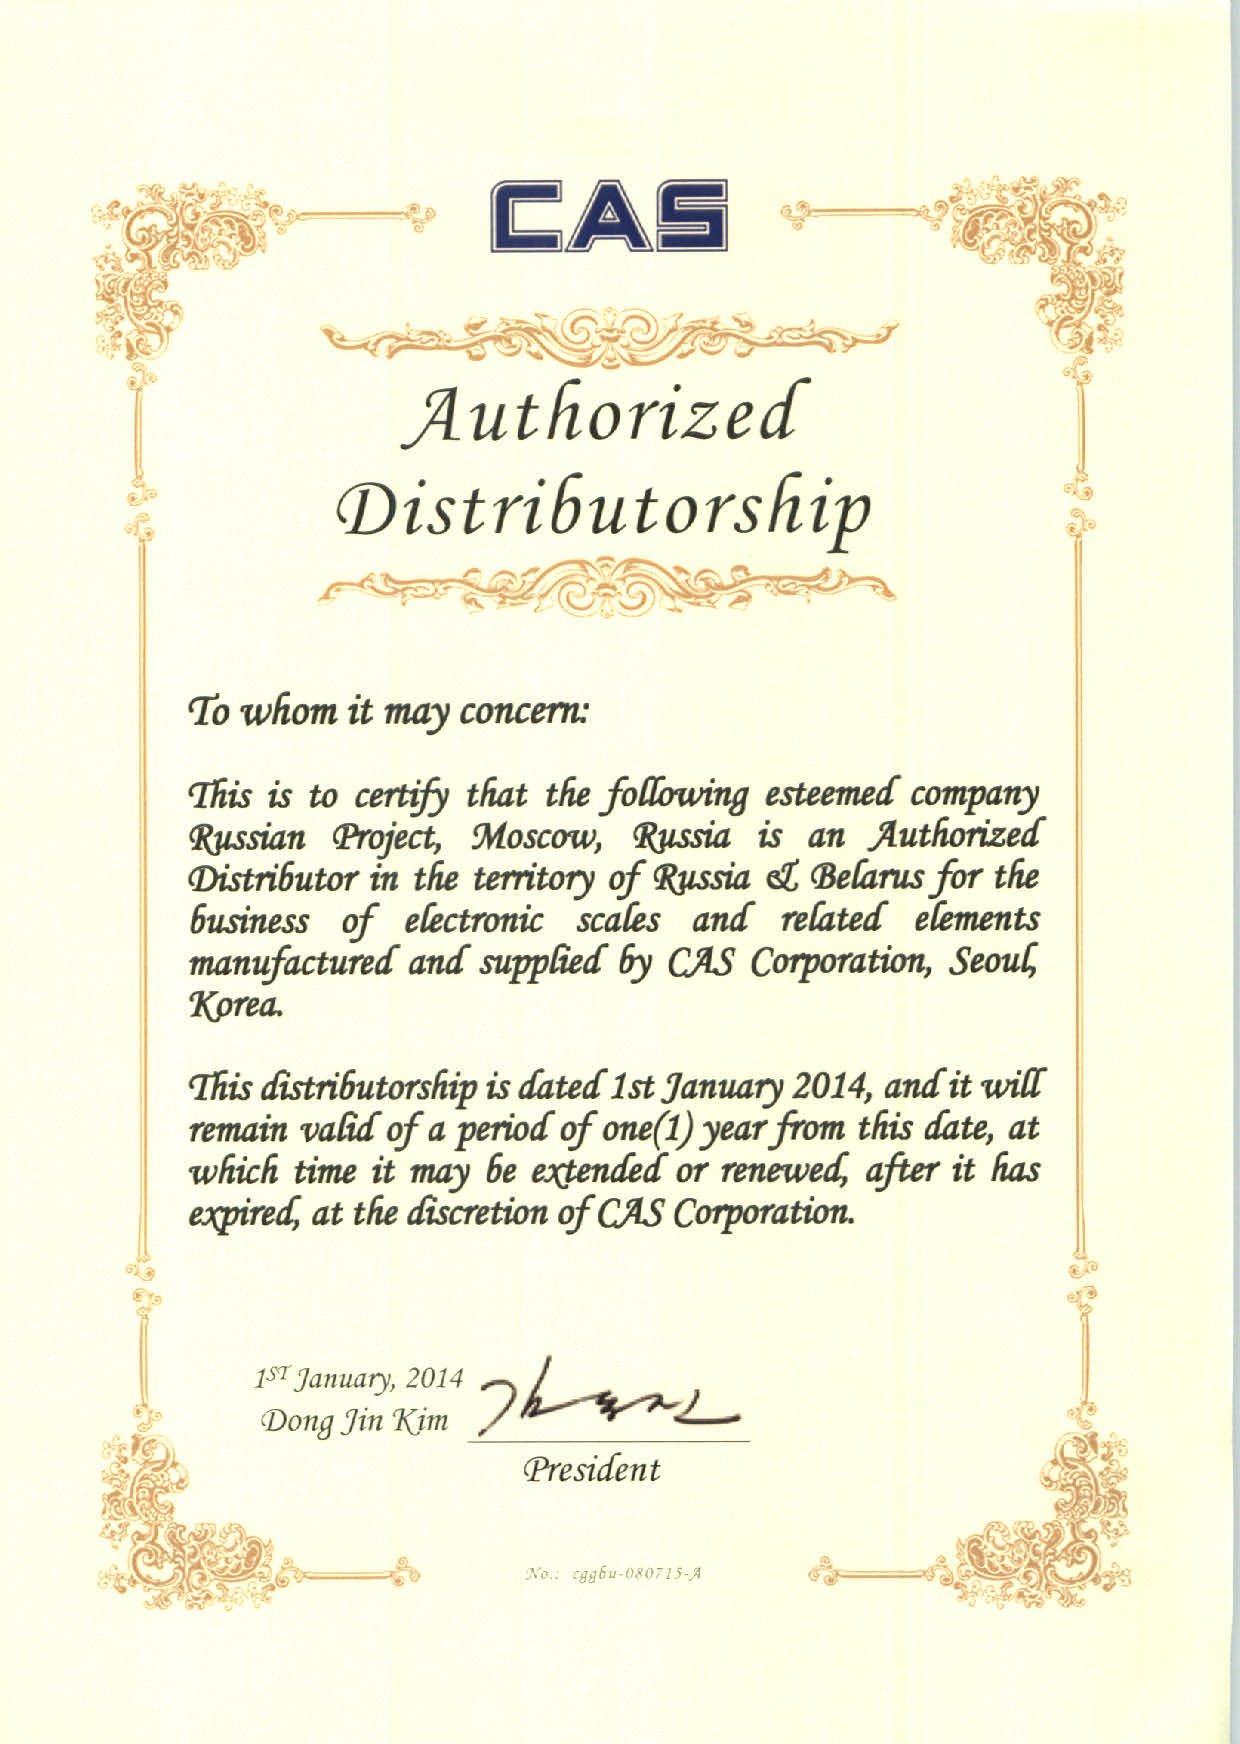 CAS
Authorized
Distributorship
To whom it may concern:
This is to certify that the following esteemed company
Russian Project, Moscow, Russia is an Authorized
Distributor in the territory of Russia & Belarus for the
business of electronic scales and related elements
manufactured and supplied by CAS Corporation, Seoul,
Korea.
This distributorship is dated 1st January 2014, and it will
remain valid of a period of one(1) year from this date, at
which time it may be extended or renewed, after it has
expired, at the discretion of CAS Corporation.
1ST January, 2014
Dong Jin Kim 김동진
President
No.: cggbu-080715-A